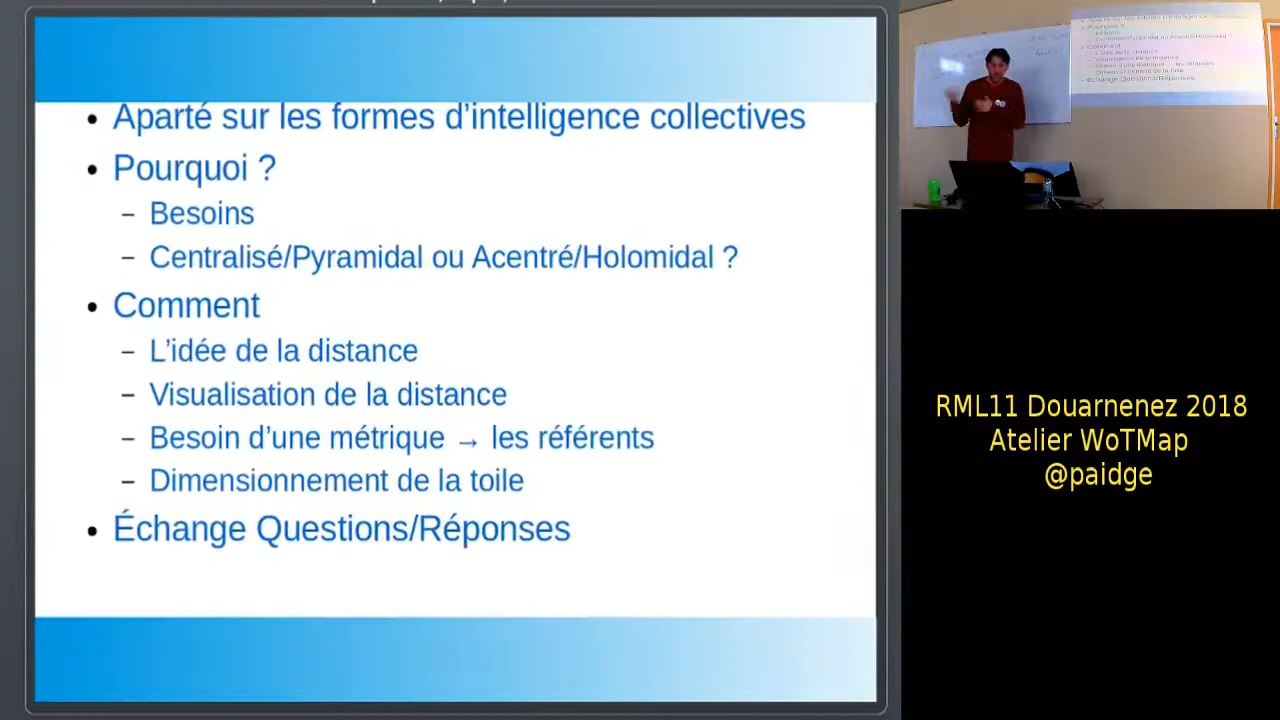 Aparté sur les formes d’intelligence collectives
Pourquoi ?
Besoins
Centralisé/Pyramidal ou Acentré/Holomidal ?
Comment
L’idée de la distance
Visualisation de la distance
Besoin d’une métrique → les référents
Dimensionnement de la toile
Échange Questions/Réponses
RML11 Douarnenez 2018
Atelier WoTMap
@paidge